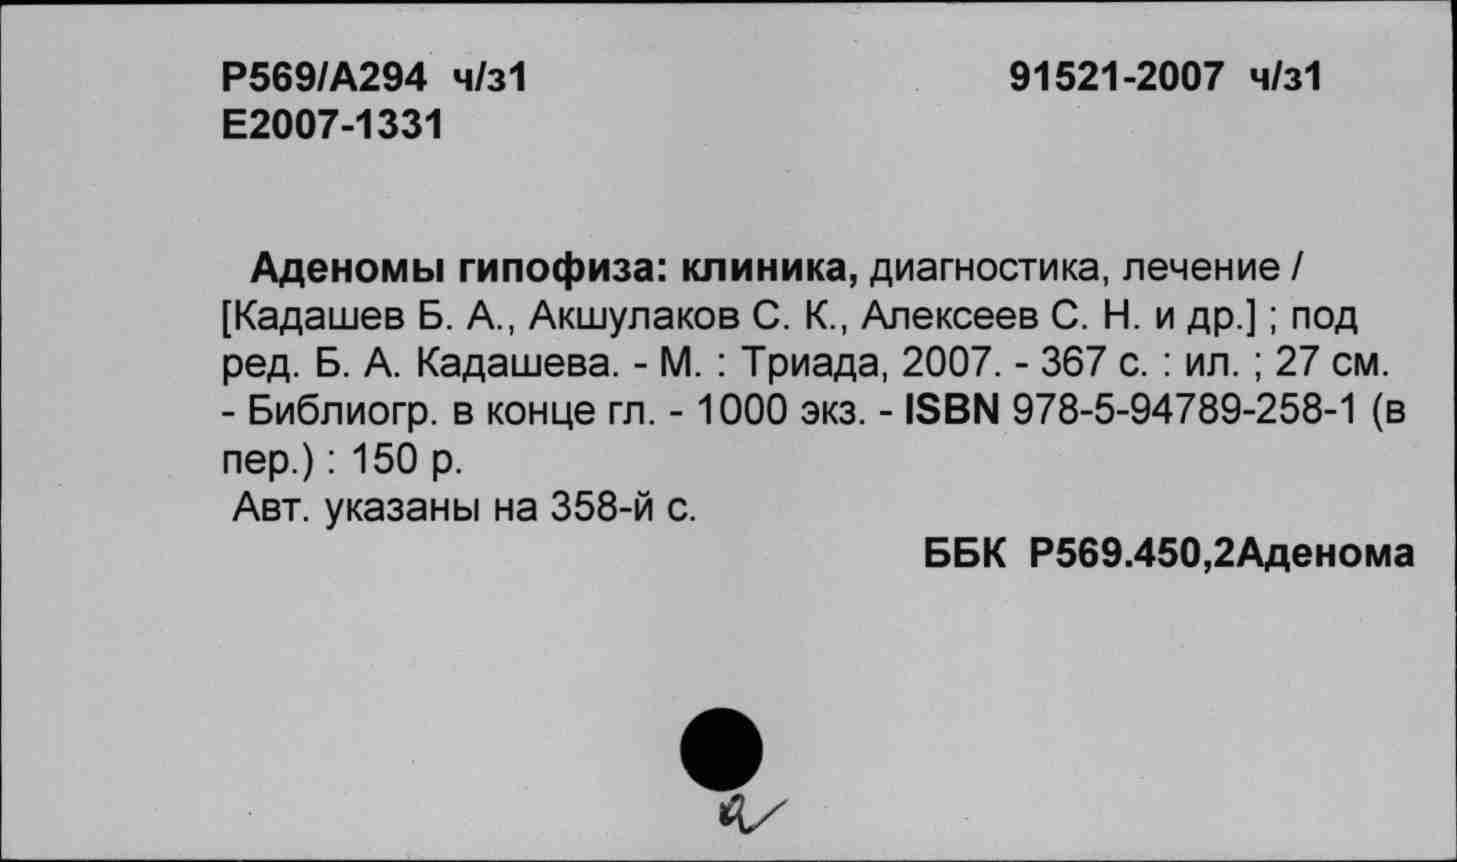 Р569/А294 ч/з1 91521-2007 ч/з1
Е2007-1331
Аденомы гипофиза: клиника, диагностика, лечение /
[Кадашев Б. А., Акшулаков С. К., Алексеев С. Н. и др.] ; под
ред. Б. А. Кадашева. - М. : Триада, 2007. - 367 с. : ил. ; 27 см.
- Библиогр. в конце гл. - 1000 экз. - ISBN 978-5-94789-258-1 (в
пер.) : 150 р.
Авт. указаны на 358-й с.
ББК Р569.450,2Аденома